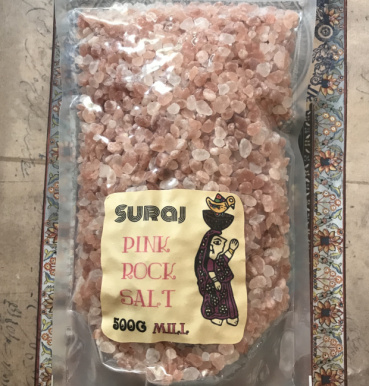 SURAJ
PINK
ROCK
SALT
500G MILL